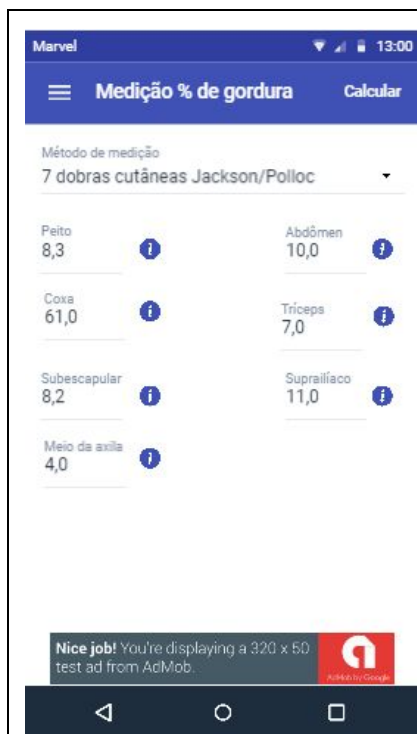 Marvel 13:00
Medição % de gordura Calcular
Método de medição
7 dobras cutâneas Jackson/Polloc
Peito Abdômen
8,3 10,0
Coxa Tríceps
61,0 7,0
Subescapular Suprailíaco
8,2 11,0
Meio da axila
4,0
Nice job! You're displaying a 320 x 50
test ad from AdMob.
AdMob by Google